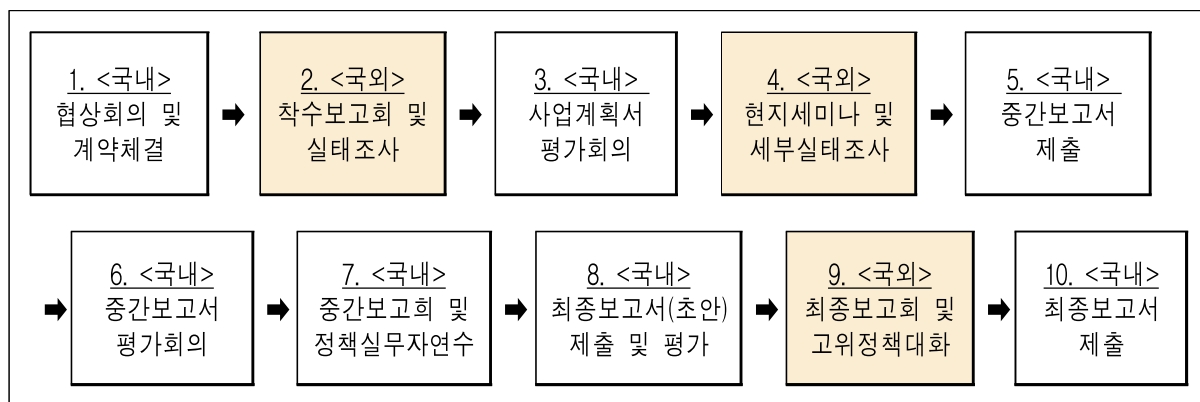 1. <국내>
협상회의 및
계약체결
2. <국외>
착수보고회 및
실태조사
3. <국내>
사업계획서
평가회의
4. <국외>
현지세미나 및
세부실태조사
5. <국내>
중간보고서
제출
6. <국내>
중간보고서
평가회의
7. <국내>
중간보고희 및
정책실무자연수
8. <국내>
최종보고서(초안)
제출 및 평가
9. <국외>
최종보고회 및
고위정책대화
10. <국내>
최종보고서
제출